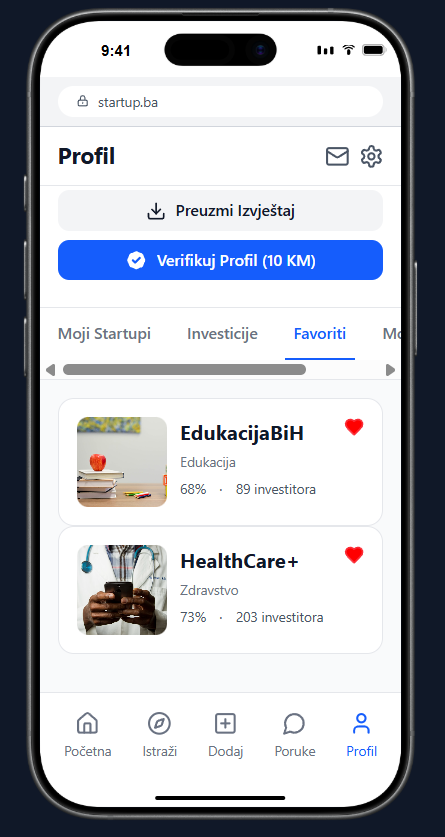 9:41
startup.ba
Profil
Preuzmi Izvještaj
Verifikuj Profil (10 KM)
Moji Startupi Investicije Favoriti
EdukacijaBiH
Edukacija
68% · 89 investitora
HealthCare+
Zdravstvo
73% · 203 investitora
Početna Istraži Dodaj Poruke Profil